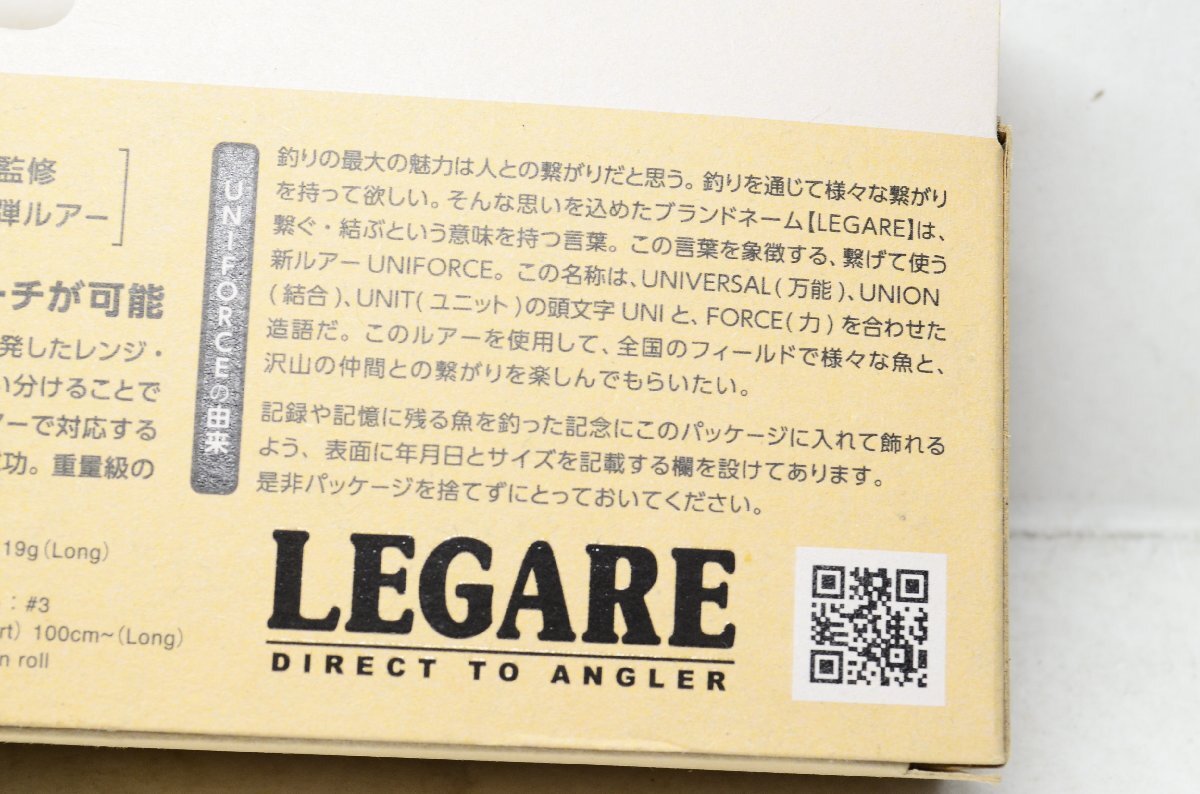 監修
弾ルアー
ーチが可能
発したレンジ・
い分けることで
アーで対応する
功。重量級の
19g(Long)
: #3
rt) 100cm~(Long)
n roll
UNIFORCEの由来
釣りの最大の魅力は人との繋がりだと思う。釣りを通じて様々な繋がり
を持って欲しい。そんな思いを込めたブランドネーム【LEGARE】は、
繋ぐ・結ぶという意味を持つ言葉。この言葉を象徴する、繋げて使う
新ルアーUNIFORCE。この名称は、UNIVERSAL(万能)、UNION
(結合)、UNIT(ユニット)の頭文字UNIと、FORCE(力)を合わせた
造語だ。このルアーを使用して、全国のフィールドで様々な魚と、
沢山の仲間との繋がりを楽しんでもらいたい。
記録や記憶に残る魚を釣った記念にこのパッケージに入れて飾れる
よう、表面に年月日とサイズを記載する欄を設けてあります。
是非パッケージを捨てずにとっておいてください。
LEGARE
DIRECT TO ANGLER